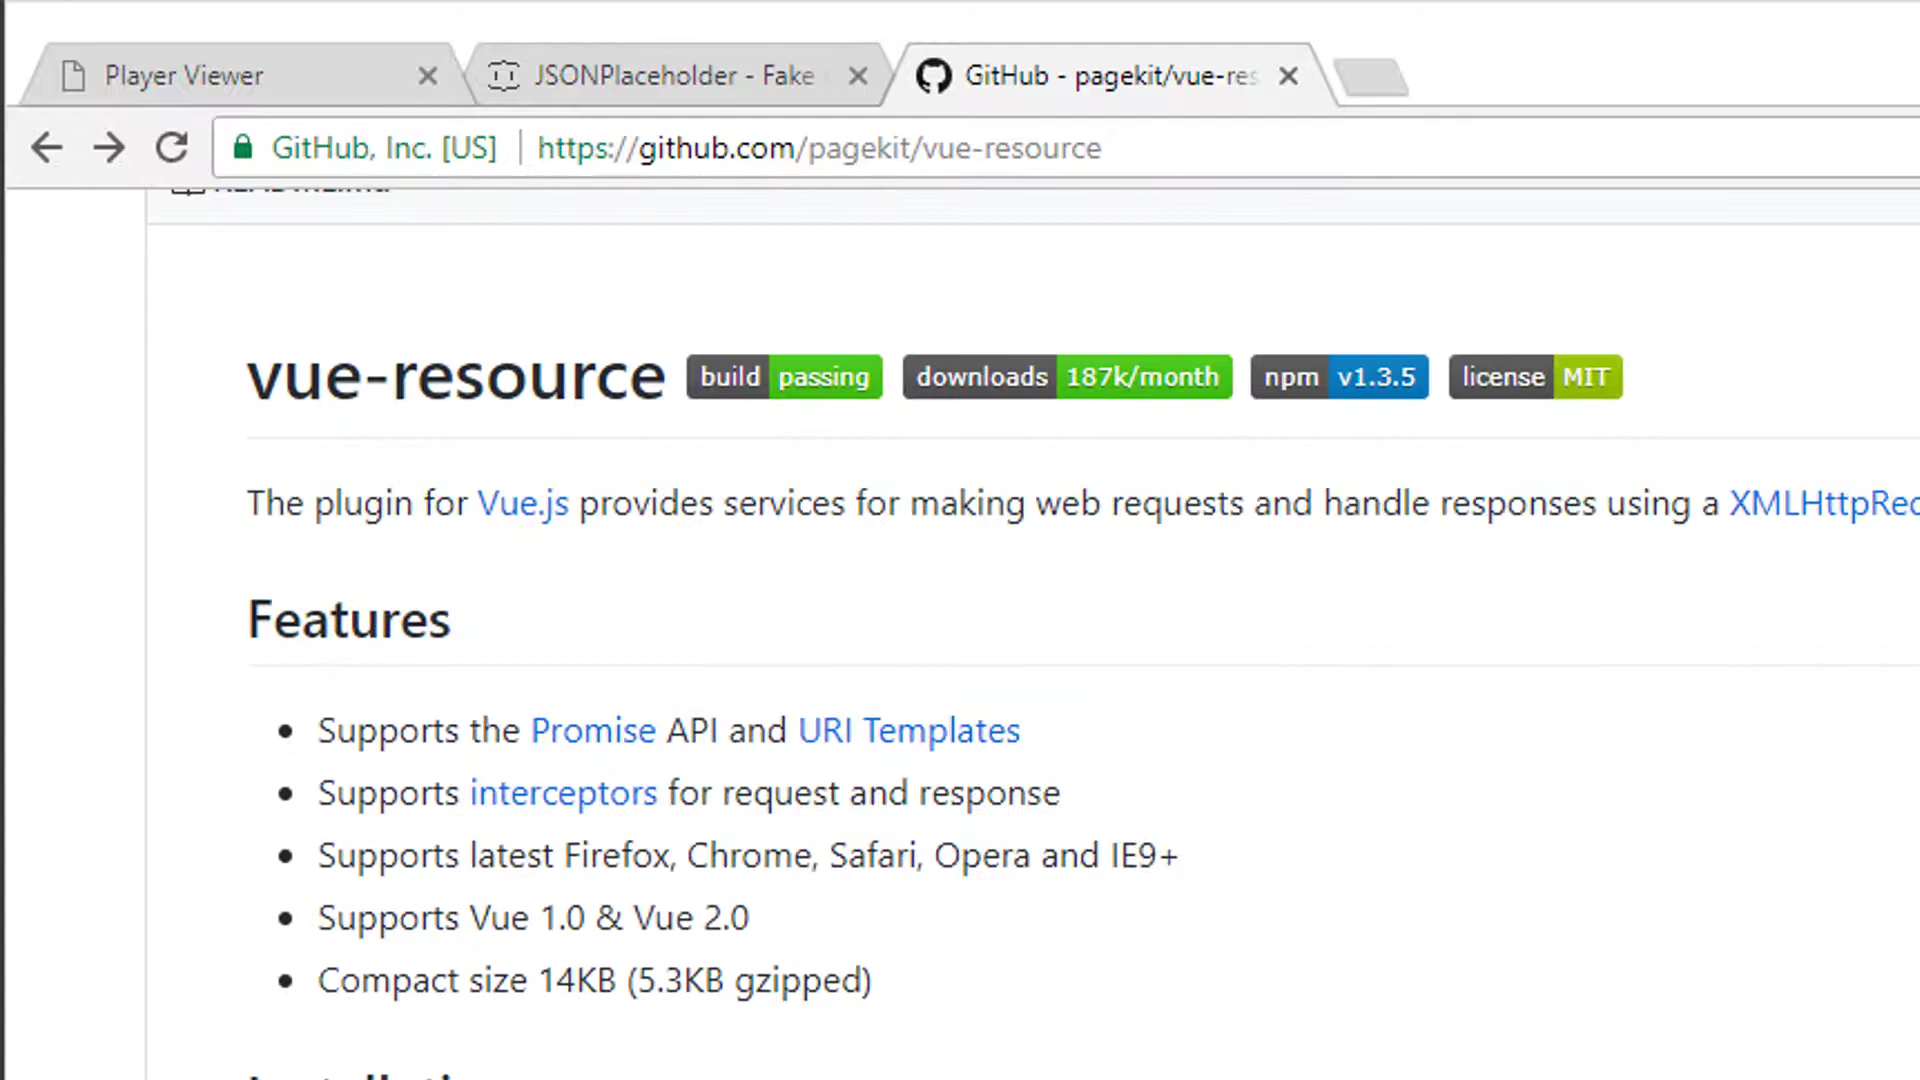 Player Viewer
JSONPlaceholder - Fake
GitHub - pagekit/vue-res
GitHub, Inc. [US] https://github.com/pagekit/vue-resource
vue-resource build passing downloads 187k/month npm v1.3.5 license MIT
The plugin for Vue.js provides services for making web requests and handle responses using a
Features
Supports the Promise API and URI Templates
Supports interceptors for request and response
Supports latest Firefox, Chrome, Safari, Opera and IE9+
Supports Vue 1.0 & Vue 2.0
Compact size 14KB (5.3KB gzipped)